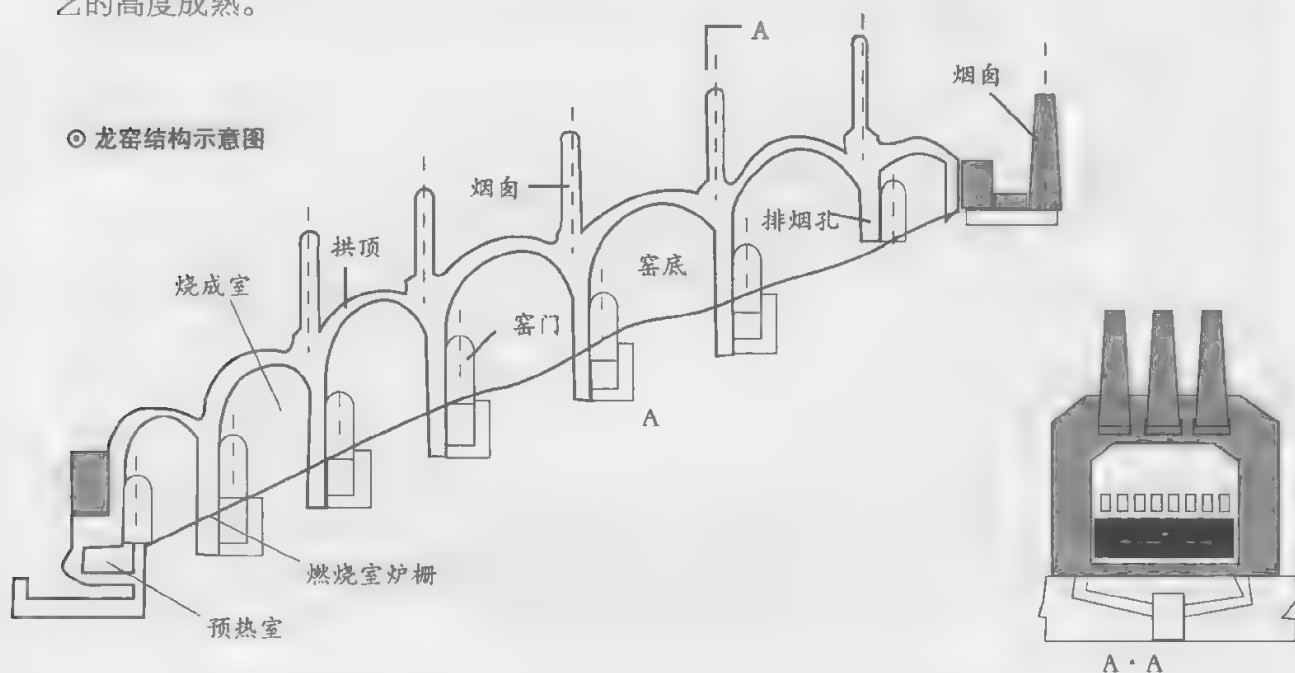 艺的高度成熟。
A
烟囱
⊙ 龙窑结构示意图
烟囱
排烟孔
拱顶
窑底
烧成室
窑门
A
燃烧室炉栅
预热室
A · A